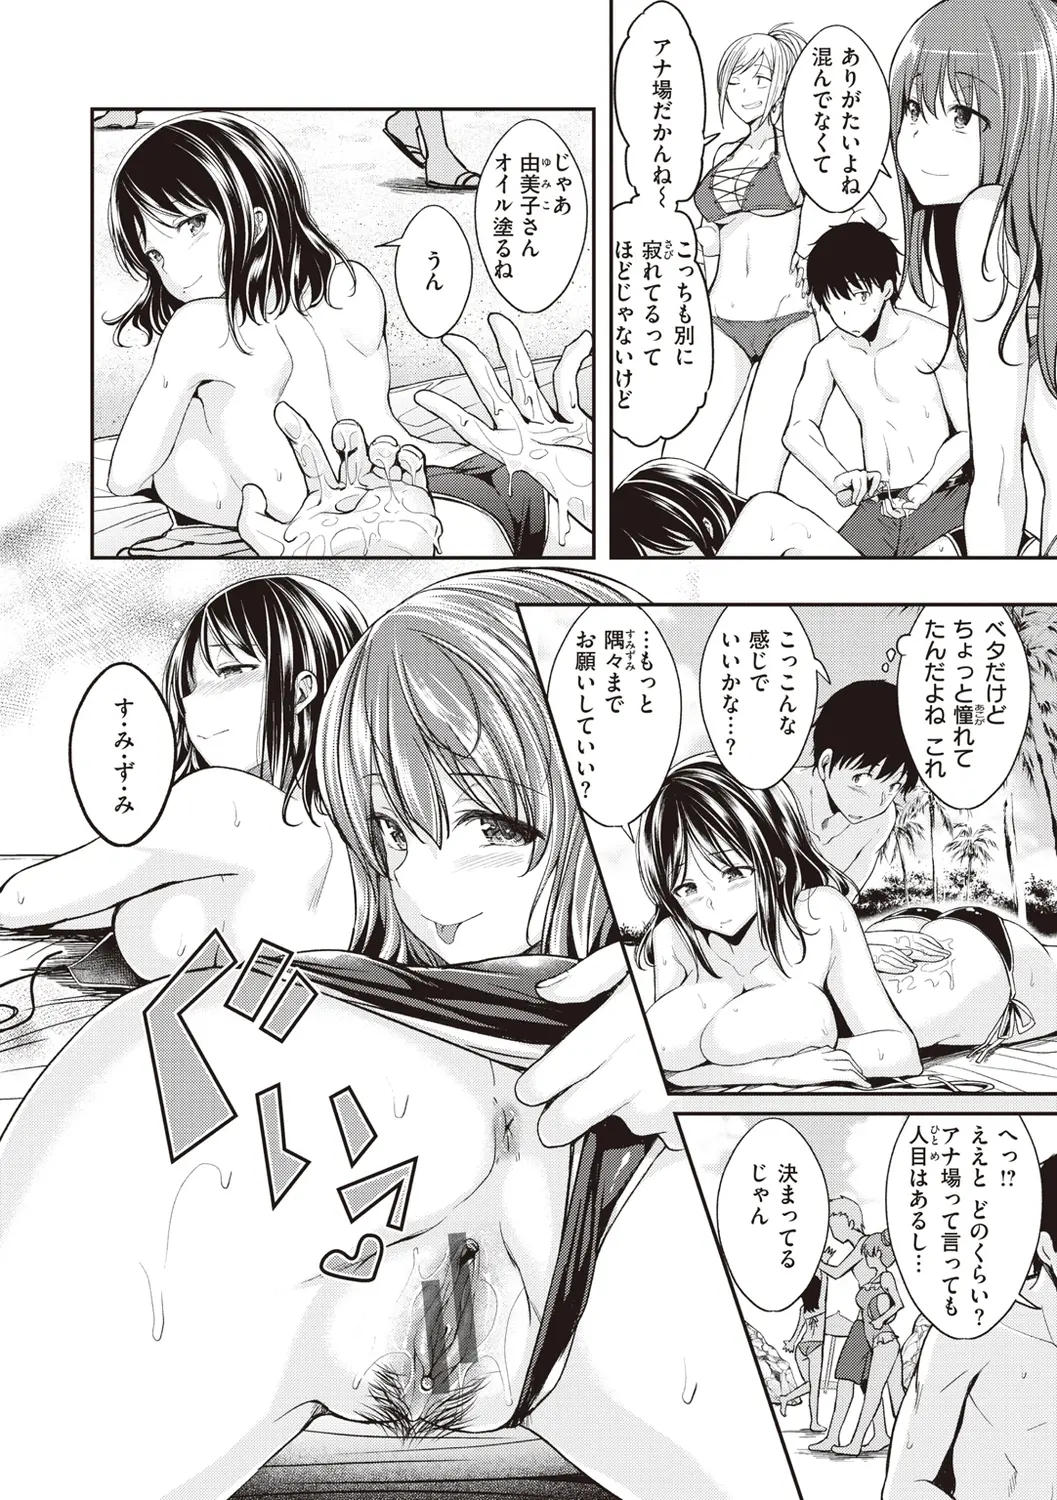 ありがたいよね
混んでなくて
アナ場だかんね〜
こっちも別に
寂れてるって
ほどじゃないけど
じゃあ
由美子さん
オイル塗るね
うん
ベタだけど
ちょっと憧れて
たんだよね これ
こっこんな
感じで
いいかな…?
…もっと
隅々まで
お願いしていい?
へっ!?
ええと どのくらい?
アナ場って言っても
人目はあるし…
決まってる
じゃん
す・み・ず・み
ぐいっ♡